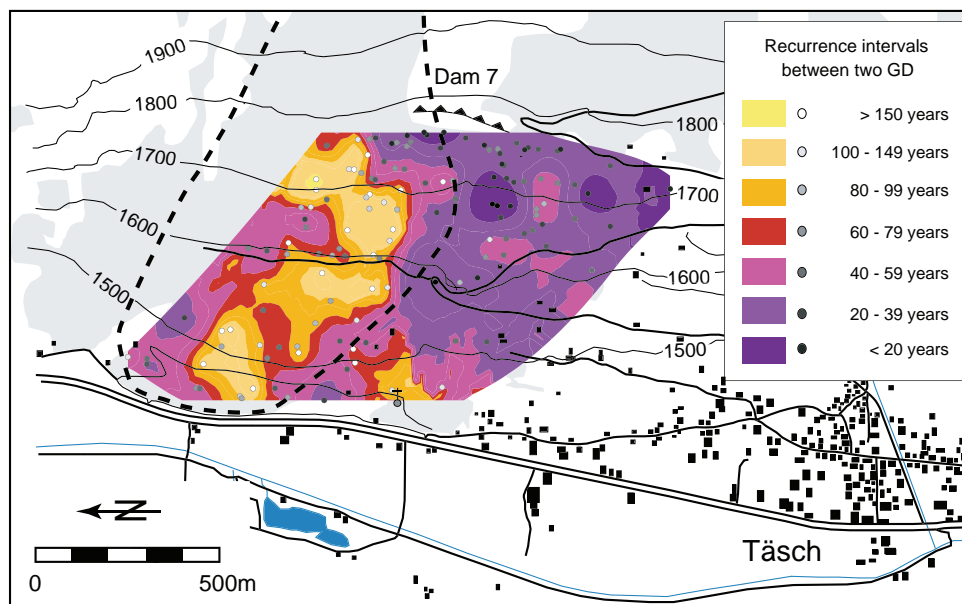 Recurrence intervals
between two GD
> 150 years
100 - 149 years
80 - 99 years
60 - 79 years
40 - 59 years
20 - 39 years
< 20 years
1900
Dam 7
1800
1800
1700
1700
1600
1600
1500
1500
N
Täsch
0 500m